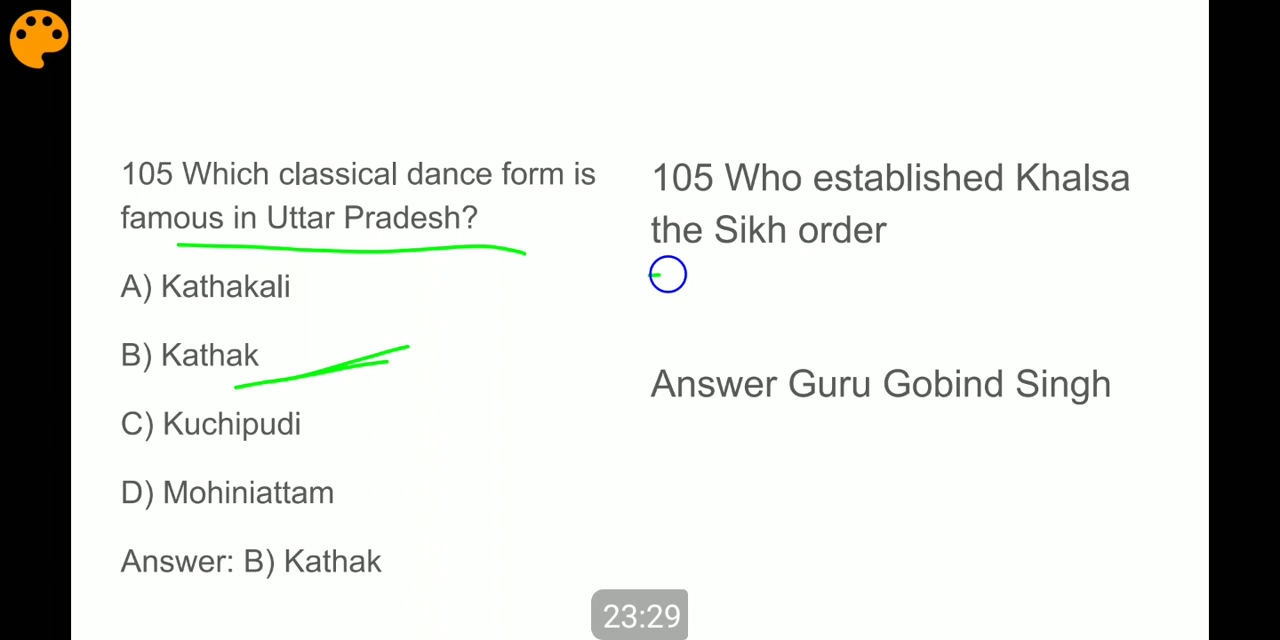 105 Which classical dance form is
famous in Uttar Pradesh?
A) Kathakali
B) Kathak
C) Kuchipudi
D) Mohiniattam
Answer: B) Kathak
105 Who established Khalsa
the Sikh order
Answer Guru Gobind Singh
23:29